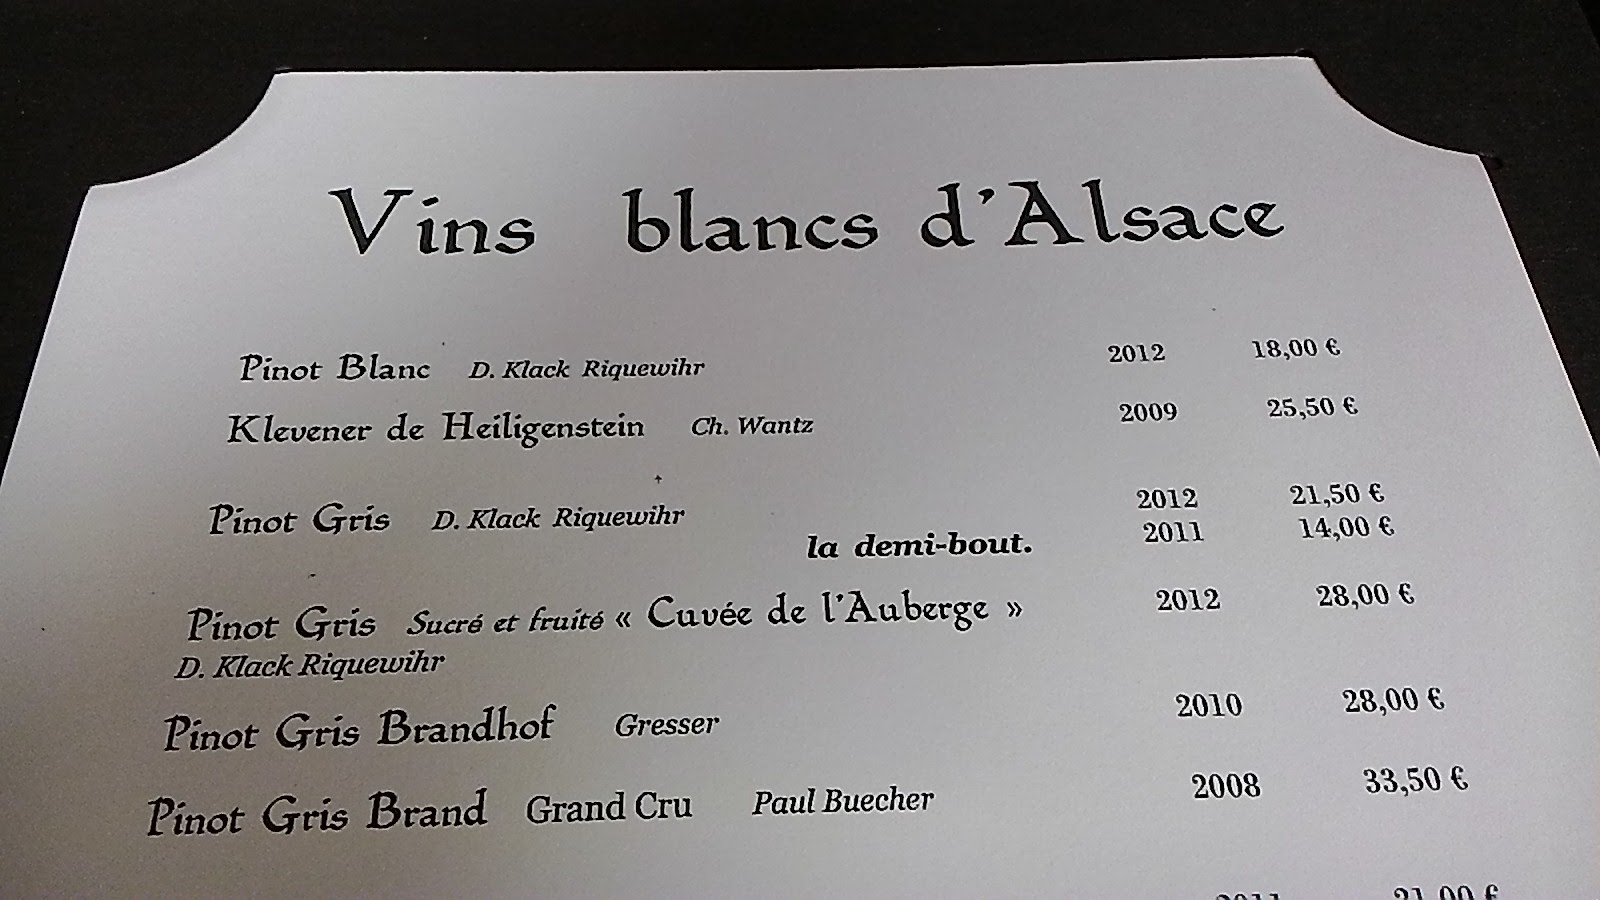 Vins blancs d'Alsace
Pinot Blanc D. Klack Riquewihr 2012 18,00 €
Klevener de Heiligenstein Ch. Wantz 2009 25,50 €
Pinot Gris D. Klack Riquewihr 2012 21,50 €
la demi-bout. 2011 14,00 €
Pinot Gris Sucré et fruité « Cuvée de l'Auberge » 2012 28,00 €
D. Klack Riquewihr
Pinot Gris Brandhof Gresser 2010 28,00 €
Pinot Gris Brand Grand Cru Paul Buecher 2008 33,50 €
2011 21,00 €